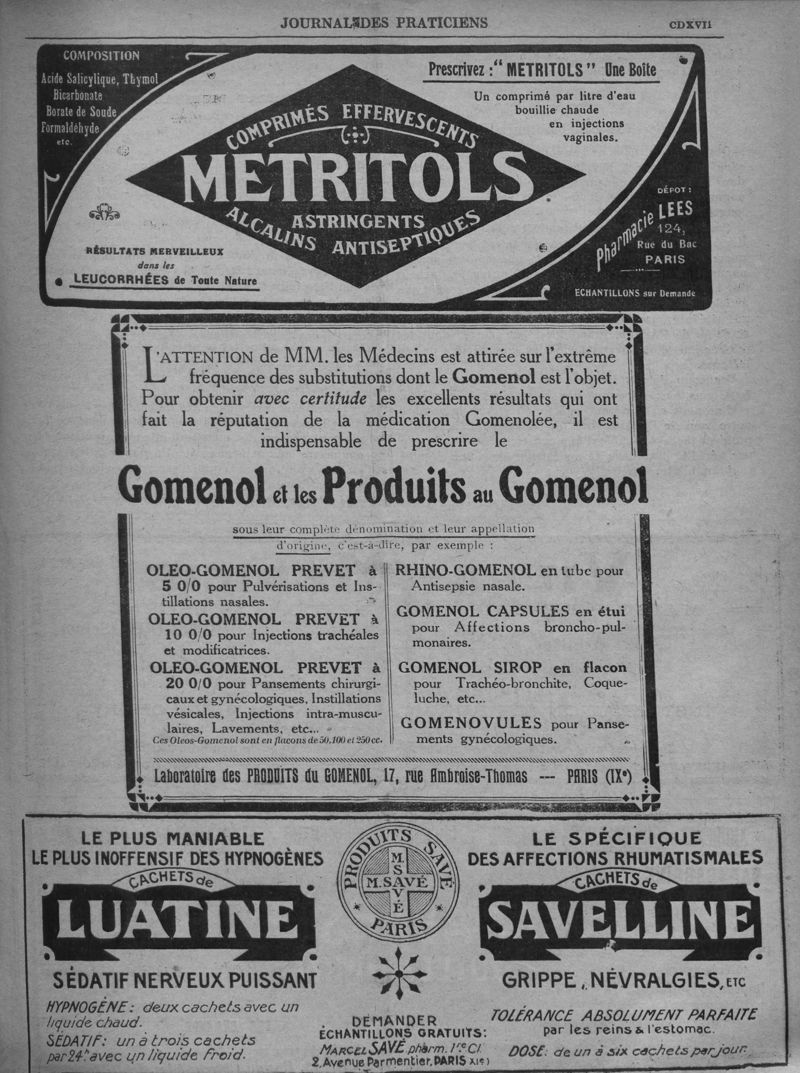 JOURNAL DES PRATICIENS
CDXVII
COMPOSITION
Acide Salicylique, Thymol
Bicarbonate
Borate de Soude
Formaldéhyde
etc.
Prescrivez : "METRITOLS" Une Boîte
Un comprimé par litre d'eau
bouillie chaude
en injections
vaginales.
COMPRIMÉS EFFERVESCENTS
METRITOLS
ASTRINGENTS
ALCALINS ANTISEPTIQUES
RÉSULTATS MERVEILLEUX
dans les
LEUCORRHÉES de Toute Nature
DÉPOT :
Pharmacie LEES
124,
Rue du Bac
PARIS
ECHANTILLONS sur Demande
L'ATTENTION de MM. les Médecins est attirée sur l'extrême
fréquence des substitutions dont le Gomenol est l'objet.
Pour obtenir avec certitude les excellents résultats qui ont
fait la réputation de la médication Gomenolée, il est
indispensable de prescrire le
Gomenol et les Produits au Gomenol
sous leur complète dénomination et leur appellation
d'origine, c'est-à-dire, par exemple :
OLEO-GOMENOL PREVET à
5 0/0 pour Pulvérisations et Ins-
tillations nasales.
OLEO-GOMENOL PREVET à
10 0/0 pour Injections trachéales
et modificatrices.
OLEO-GOMENOL PREVET à
20 0/0 pour Pansements chirurgi-
caux et gynécologiques, Instillations
vésicales, Injections intra-muscu-
laires, Lavements, etc...
Ces Oleos-Gomenol sont en flacons de 50, 100 et 250 cc.
RHINO-GOMENOL en tube pour
Antisepsie nasale.
GOMENOL CAPSULES en étui
pour Affections broncho-pul-
monaires.
GOMENOL SIROP en flacon
pour Trachéo-bronchite, Coque-
luche, etc...
GOMENOVULES pour Panse-
ments gynécologiques.
Laboratoire des PRODUITS du GOMENOL, 17, rue Ambroise-Thomas --- PARIS (IXe)
LE PLUS MANIABLE
LE PLUS INOFFENSIF DES HYPNOGÈNES
CACHETS de
LUATINE
SÉDATIF NERVEUX PUISSANT
HYPNOGÈNE : deux cachets avec un
liquide chaud.
SÉDATIF: un à trois cachets
par 24h avec un liquide froid.
PRODUITS SAVÉ
M. SAVÉ
M. SAVÉ
PARIS
DEMANDER
ÉCHANTILLONS GRATUITS:
MARCEL SAVÉ pharm. 1re Cl.
2, Avenue Parmentier, PARIS XIe)
LE SPÉCIFIQUE
DES AFFECTIONS RHUMATISMALES
CACHETS de
SAVELLINE
GRIPPE, NÉVRALGIES, ETC
TOLÉRANCE ABSOLUMENT PARFAITE
par les reins & l'estomac.
DOSE: de un à six cachets par jour.